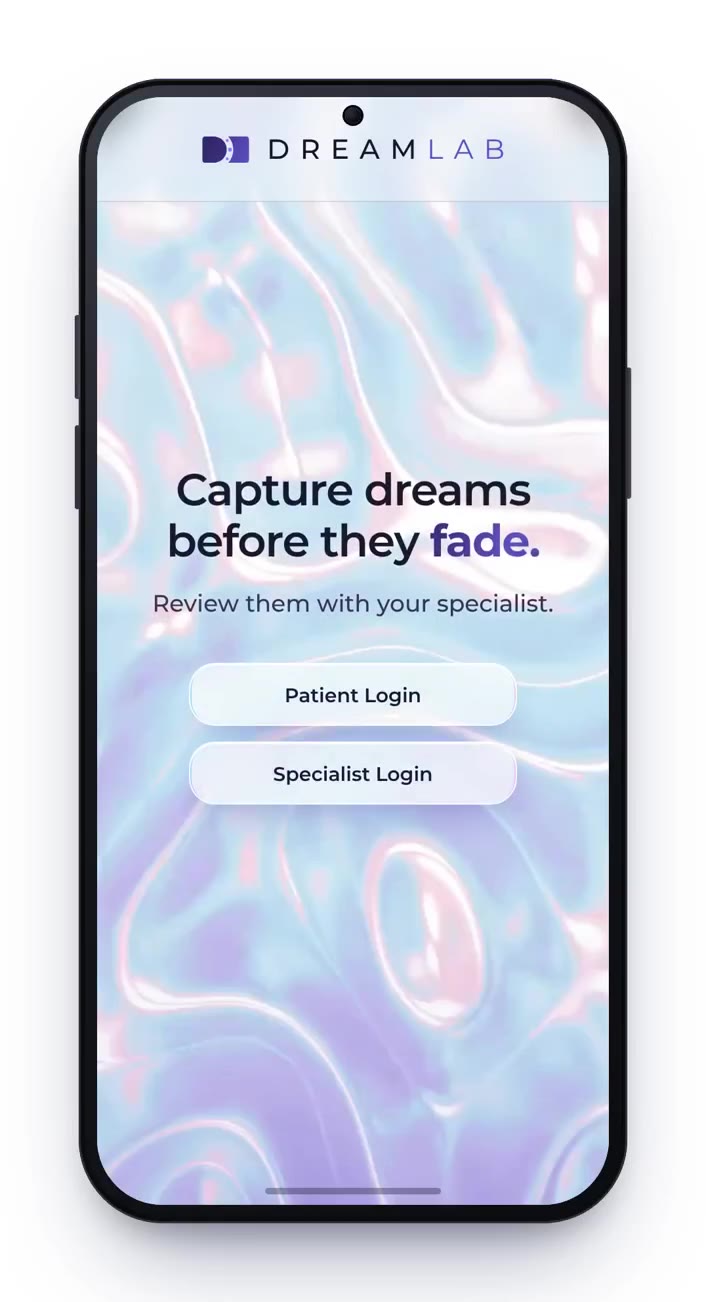 DREAMLAB
Capture dreams
before they fade.
Review them with your specialist.
Patient Login
Specialist Login